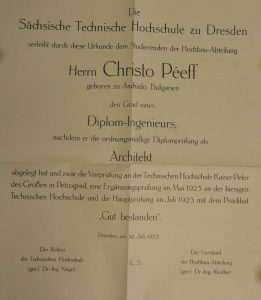 Die
Sächsische Technische Hochschule zu Dresden
verleiht durch diese Urkunde dem Studierenden der Hochbau-Abteilung
Herrn Christo Péeff
geboren zu Anchialo, Bulgarien
den Grad eines
Diplom-Ingenieurs,
nachdem er die ordnungsmäßige Diplomprüfung als
Architekt
abgelegt hat und zwar die Vorprüfung an der Technischen Hochschule Kaiser Peter
des Großen in Petrograd, eine Ergänzungsprüfung im Mai 1923 an der hiesigen
Technischen Hochschule und die Hauptprüfung im Juli 1923 mit dem Prädikat
„Gut bestanden“.
Dresden am 30. Juli 1923
Der Rektor
der Technischen Hochschule
(gez.) Dr.-Ing. Nägel
(L. S.)
Der Vorstand
der Hochbau-Abteilung
(gez.) Dr.-Ing. Reuther